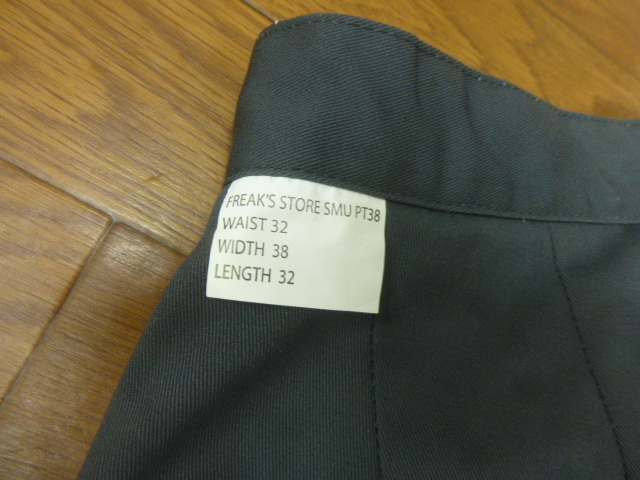 FREAK'S STORE SMU PT38
WAIST 32
WIDTH 38
LENGTH 32